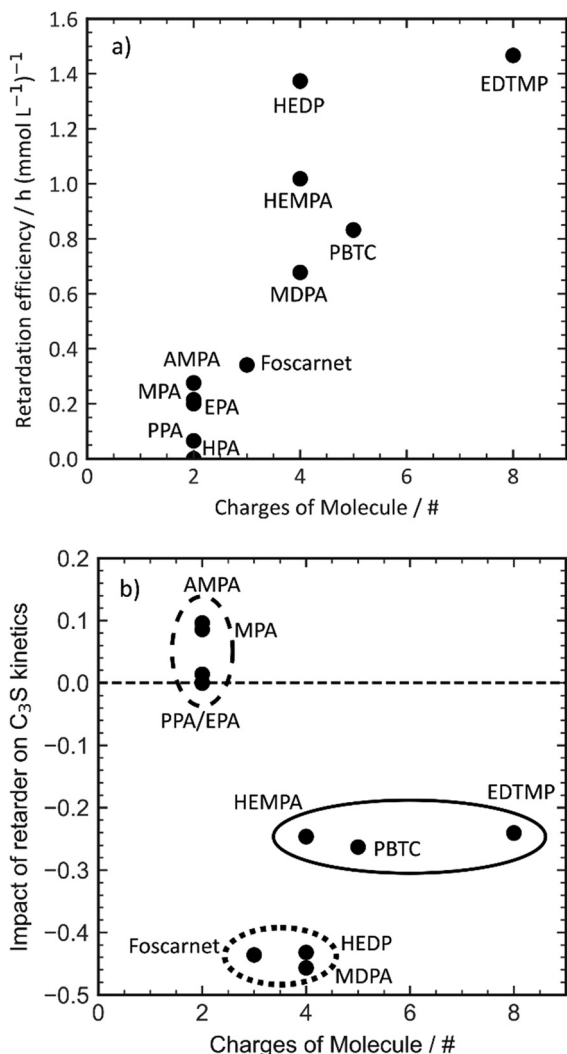 a)
1.6
1.4
1.2
1.0
0.8
0.6
0.4
0.2
0.0
Retardation efficiency / h (mmol L⁻¹)⁻¹
EDTMP
HEDP
HEMPA
PBTC
MDPA
AMPA
Foscarnet
MPA
EPA
PPA
HPA
0 2 4 6 8
Charges of Molecule / #
b)
0.2
0.1
0.0
−0.1
−0.2
−0.3
−0.4
−0.5
Impact of retarder on C₃S kinetics
AMPA
MPA
PPA/EPA
HEMPA
EDTMP
PBTC
Foscarnet
HEDP
MDPA
0 2 4 6 8
Charges of Molecule / #